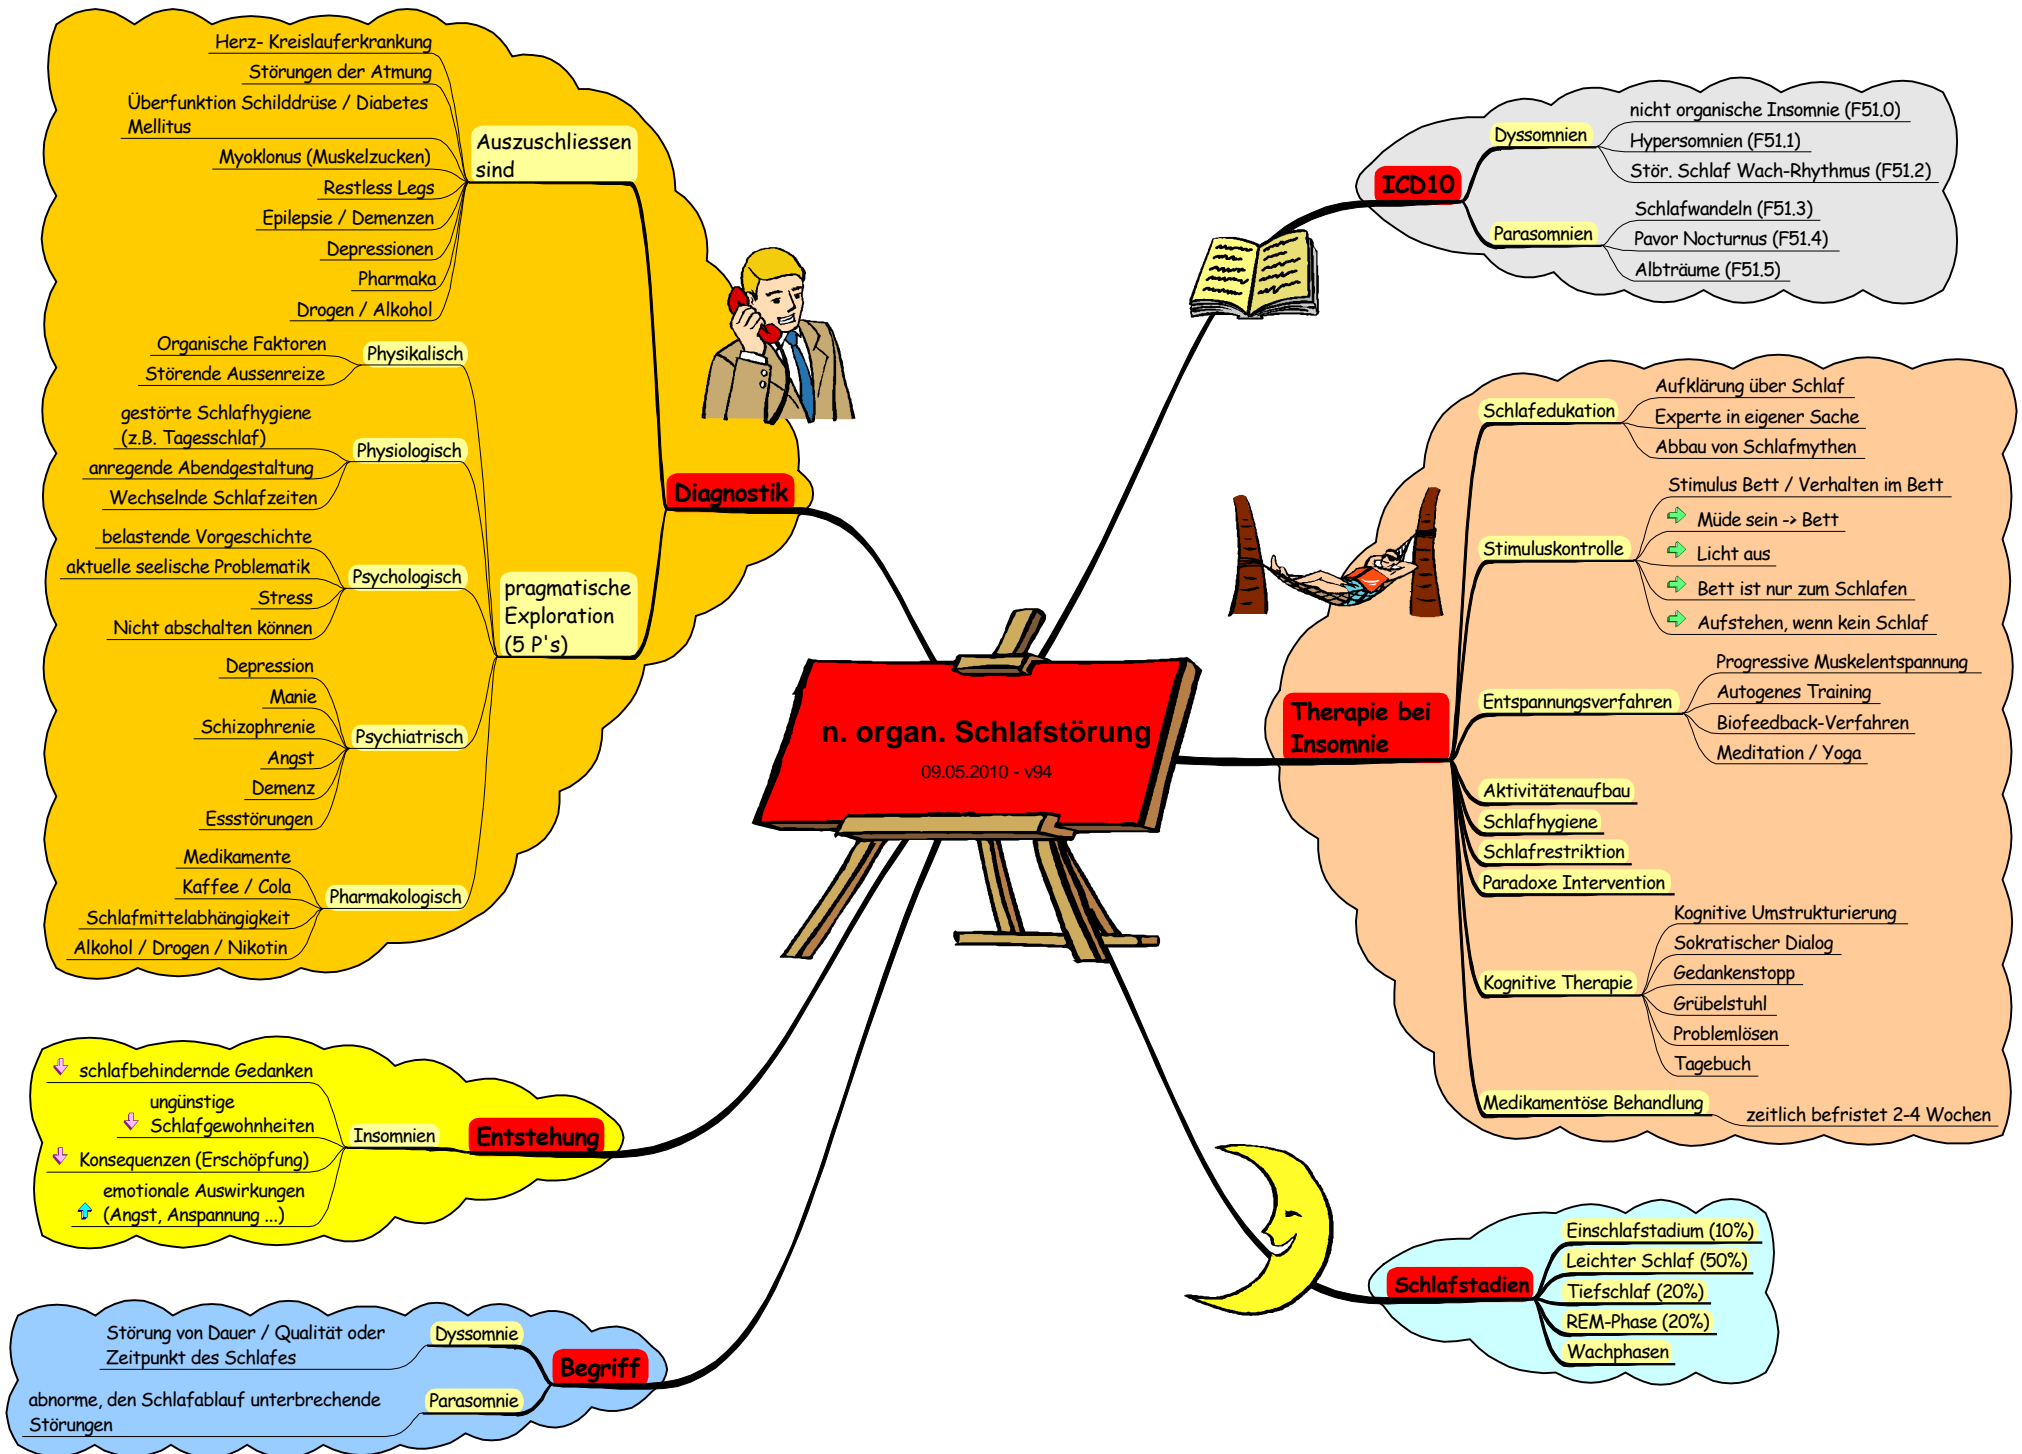 n. organ. Schlafstörung
09.05.2010 - v94
ICD10
Dyssomnien
nicht organische Insomnie (F51.0)
Hypersomnien (F51.1)
Stör. Schlaf Wach-Rhythmus (F51.2)
Parasomnien
Schlafwandeln (F51.3)
Pavor Nocturnus (F51.4)
Albträume (F51.5)
Therapie bei
Insomnie
Schlafedukation
Aufklärung über Schlaf
Experte in eigener Sache
Abbau von Schlafmythen
Stimuluskontrolle
Stimulus Bett / Verhalten im Bett
Müde sein -> Bett
Licht aus
Bett ist nur zum Schlafen
Aufstehen, wenn kein Schlaf
Entspannungsverfahren
Progressive Muskelentspannung
Autogenes Training
Biofeedback-Verfahren
Meditation / Yoga
Aktivitätenaufbau
Schlafhygiene
Schlafrestriktion
Paradoxe Intervention
Kognitive Therapie
Kognitive Umstrukturierung
Sokratischer Dialog
Gedankenstopp
Grübelstuhl
Problemlösen
Tagebuch
Medikamentöse Behandlung
zeitlich befristet 2-4 Wochen
Schlafstadien
Einschlafstadium (10%)
Leichter Schlaf (50%)
Tiefschlaf (20%)
REM-Phase (20%)
Wachphasen
Diagnostik
Auszuschliessen
sind
Herz- Kreislauferkrankung
Störungen der Atmung
Überfunktion Schilddrüse / Diabetes
Mellitus
Myoklonus (Muskelzucken)
Restless Legs
Epilepsie / Demenzen
Depressionen
Pharmaka
Drogen / Alkohol
pragmatische
Exploration
(5 P's)
Physikalisch
Organische Faktoren
Störende Aussenreize
Physiologisch
gestörte Schlafhygiene
(z.B. Tagesschlaf)
anregende Abendgestaltung
Wechselnde Schlafzeiten
Psychologisch
belastende Vorgeschichte
aktuelle seelische Problematik
Stress
Nicht abschalten können
Psychiatrisch
Depression
Manie
Schizophrenie
Angst
Demenz
Essstörungen
Pharmakologisch
Medikamente
Kaffee / Cola
Schlafmittelabhängigkeit
Alkohol / Drogen / Nikotin
Entstehung
Insomnien
schlafbehindernde Gedanken
ungünstige
Schlafgewohnheiten
Konsequenzen (Erschöpfung)
emotionale Auswirkungen
(Angst, Anspannung ...)
Begriff
Dyssomnie
Störung von Dauer / Qualität oder
Zeitpunkt des Schlafes
Parasomnie
abnorme, den Schlafablauf unterbrechende
Störungen